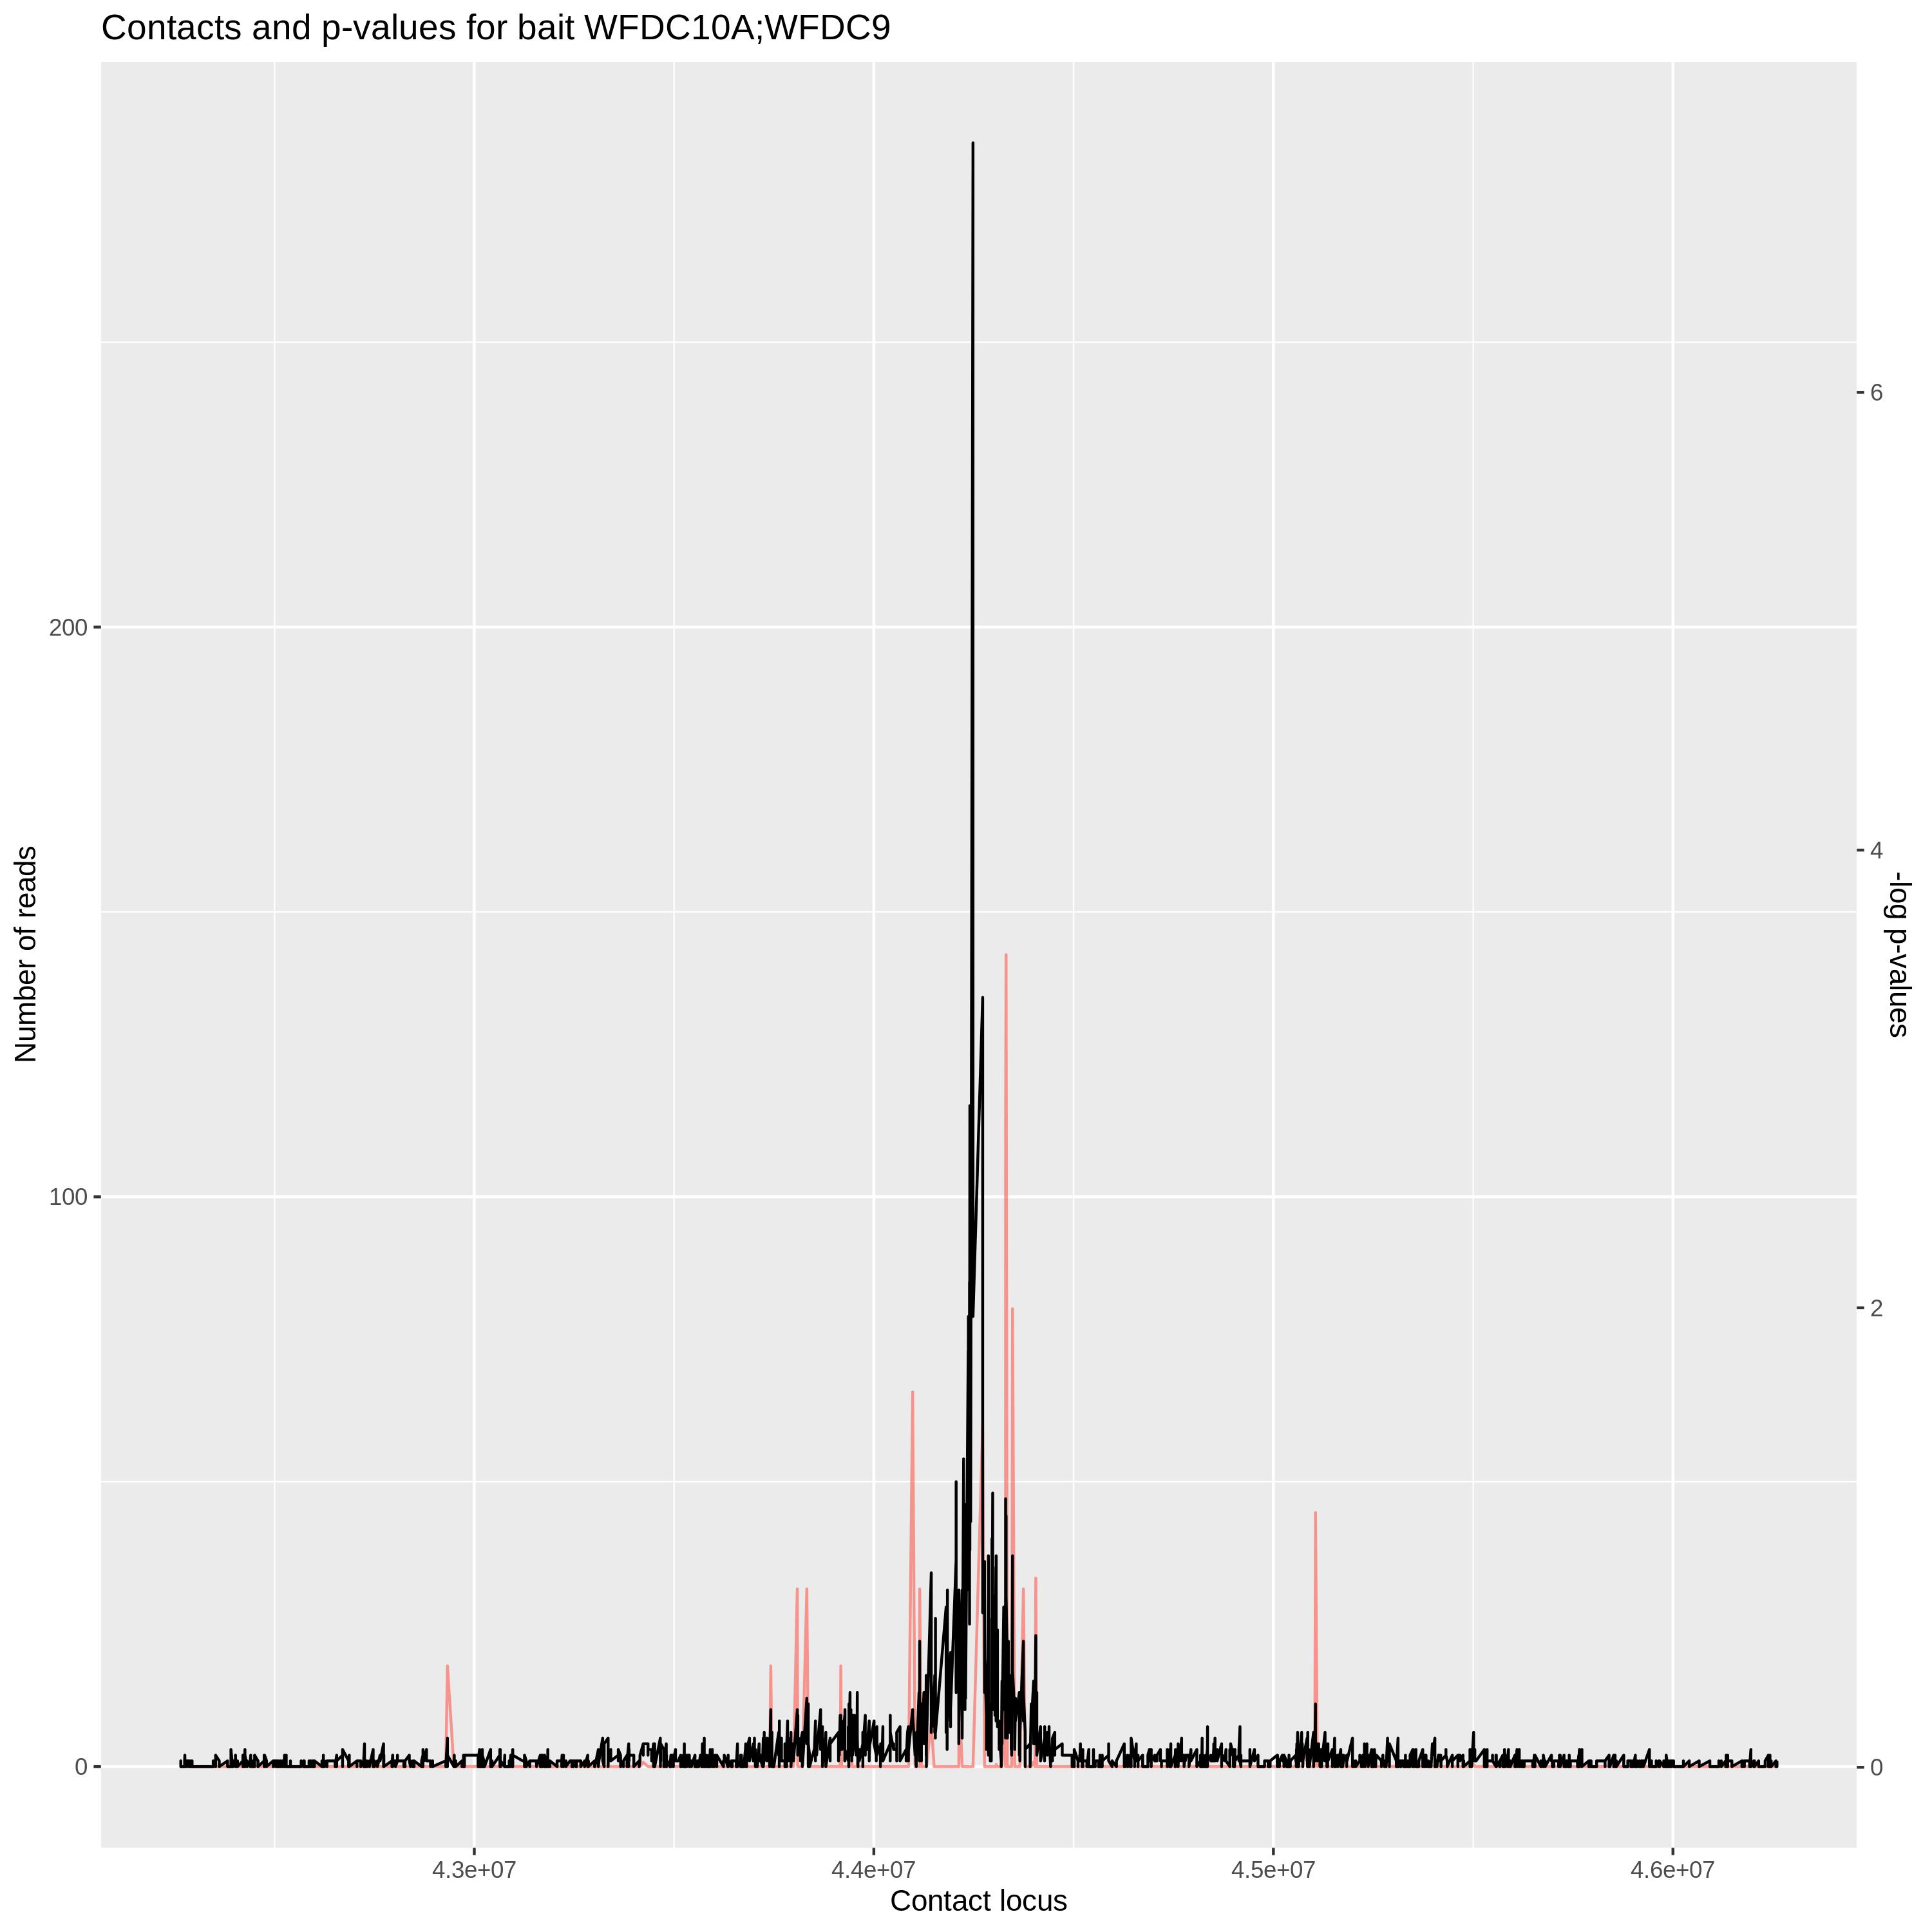 Contacts and p-values for bait WFDC10A;WFDC9
Number of reads
200
100
0
6
4
2
0
-log p-values
4.3e+07
4.4e+07
4.5e+07
4.6e+07
Contact locus